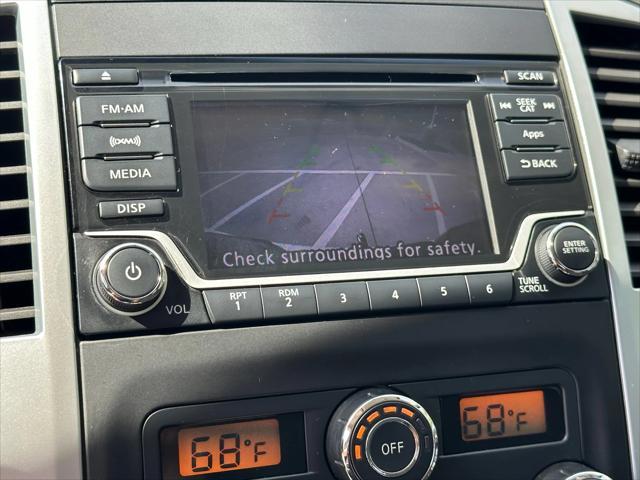 SCAN
FM·AM
SEEK
CAT
((XM))
Apps
MEDIA
BACK
DISP
Check surroundings for safety.
ENTER
SETTING
VOL
RPT
1
RDM
2
3
4
5
6
TUNE
SCROLL
68°F
OFF
68°F